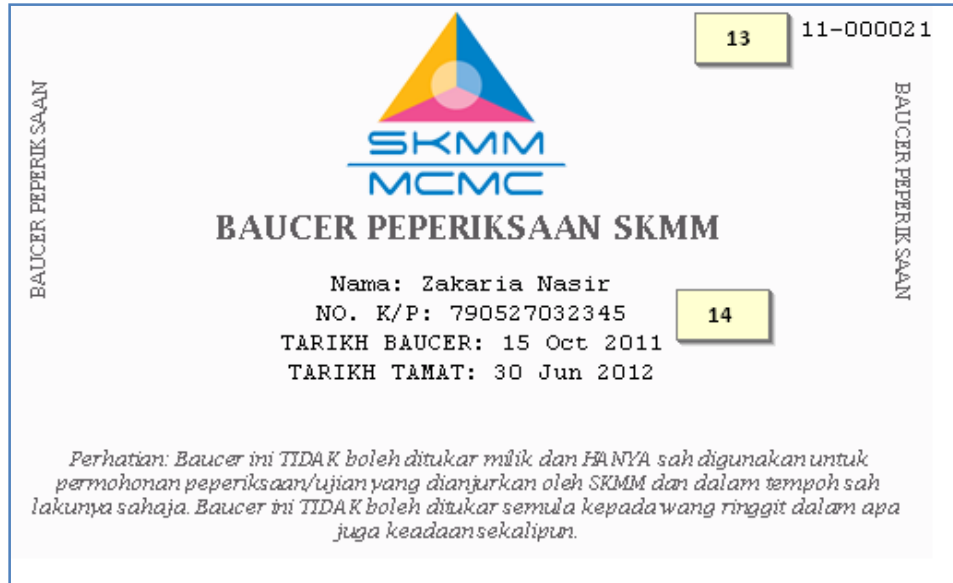 13
11-000021
BAUCER PEPERIKSAAN
BAUCER PEPERIKSAAN
SKMM
MCMC
BAUCER PEPERIKSAAN SKMM
Nama: Zakaria Nasir
NO. K/P: 790527032345
14
TARIKH BAUCER: 15 Oct 2011
TARIKH TAMAT: 30 Jun 2012
Perhatian: Baucer ini TIDAK boleh ditukar milik dan HANYA sah digunakan untuk
permohonan peperiksaan/ujian yang dianjurkan oleh SKMM dan dalam tempoh sah
lakunya sahaja. Baucer ini TIDAK boleh ditukar semula kepada wang ringgit dalam apa
juga keadaan sekalipun.